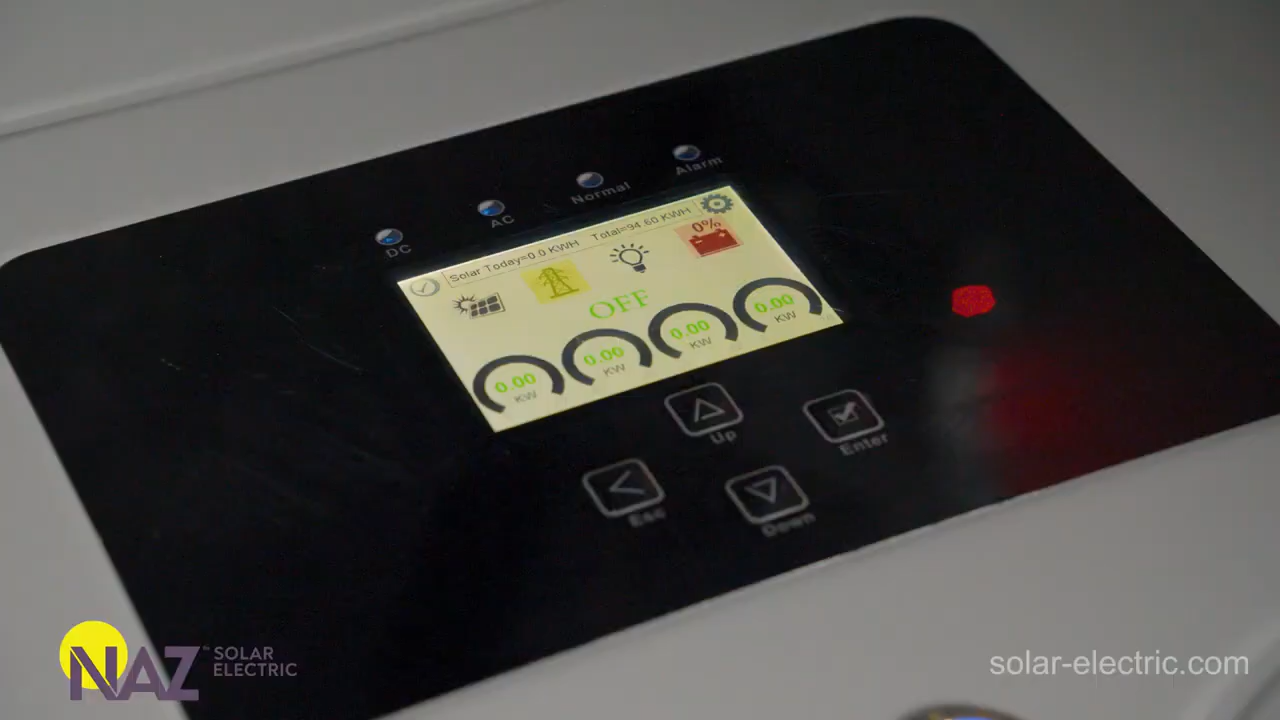 DC
AC
Normal
Alarm
Solar Today=0.0 KWH Total=94.60 KWH
0%
OFF
0.00
KW
0.00
KW
0.00
KW
0.00
KW
Up
Enter
Esc
Down
NAZ™ SOLAR
ELECTRIC
solar-electric.com